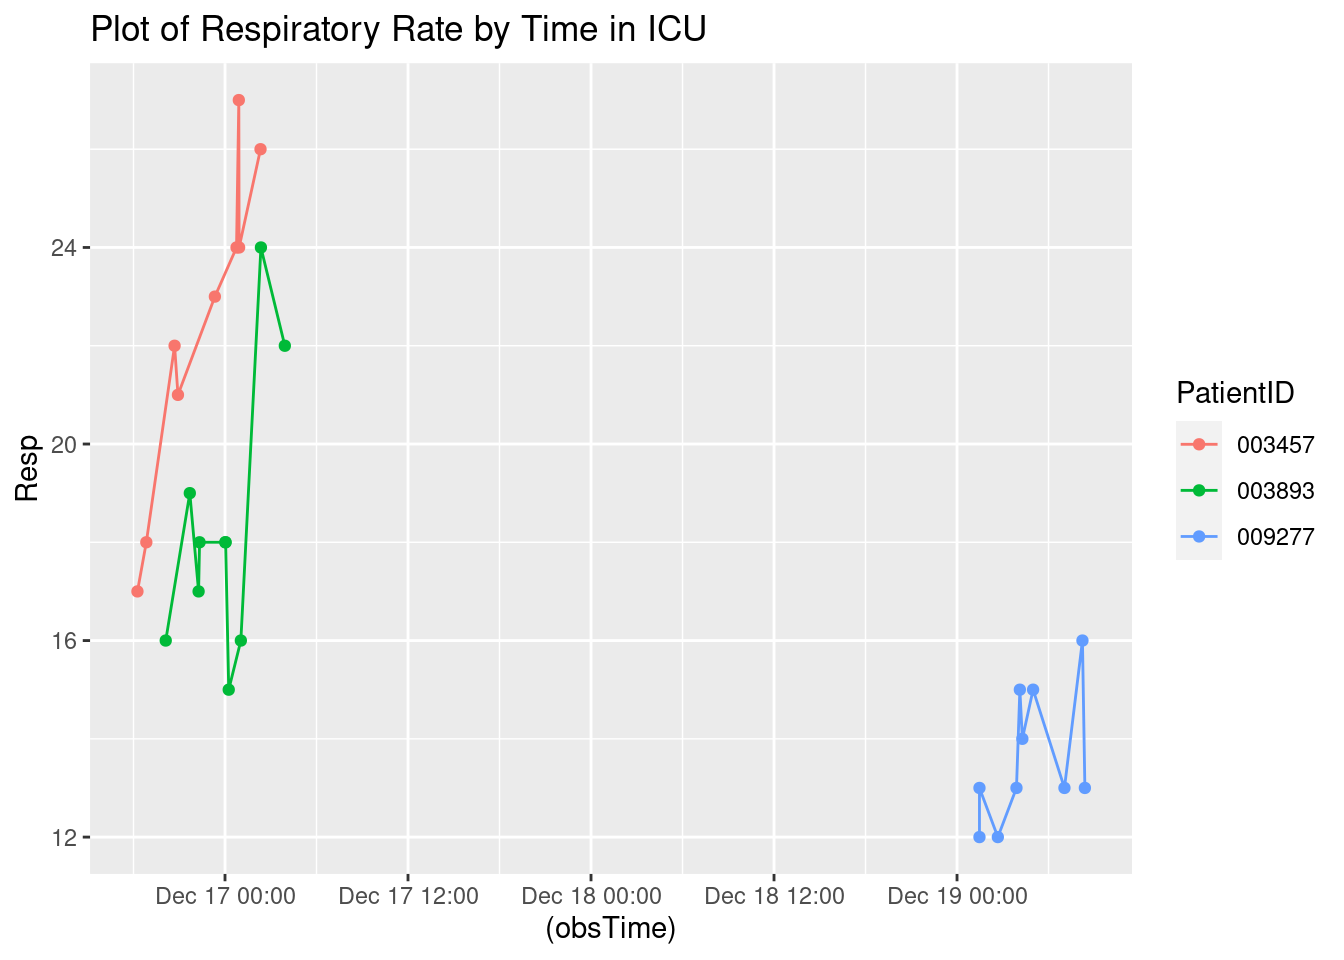 Plot of Respiratory Rate by Time in ICU
24
20
16
12
Resp
Dec 17 00:00 Dec 17 12:00 Dec 18 00:00 Dec 18 12:00 Dec 19 00:00
(obsTime)
PatientID
003457
003893
009277